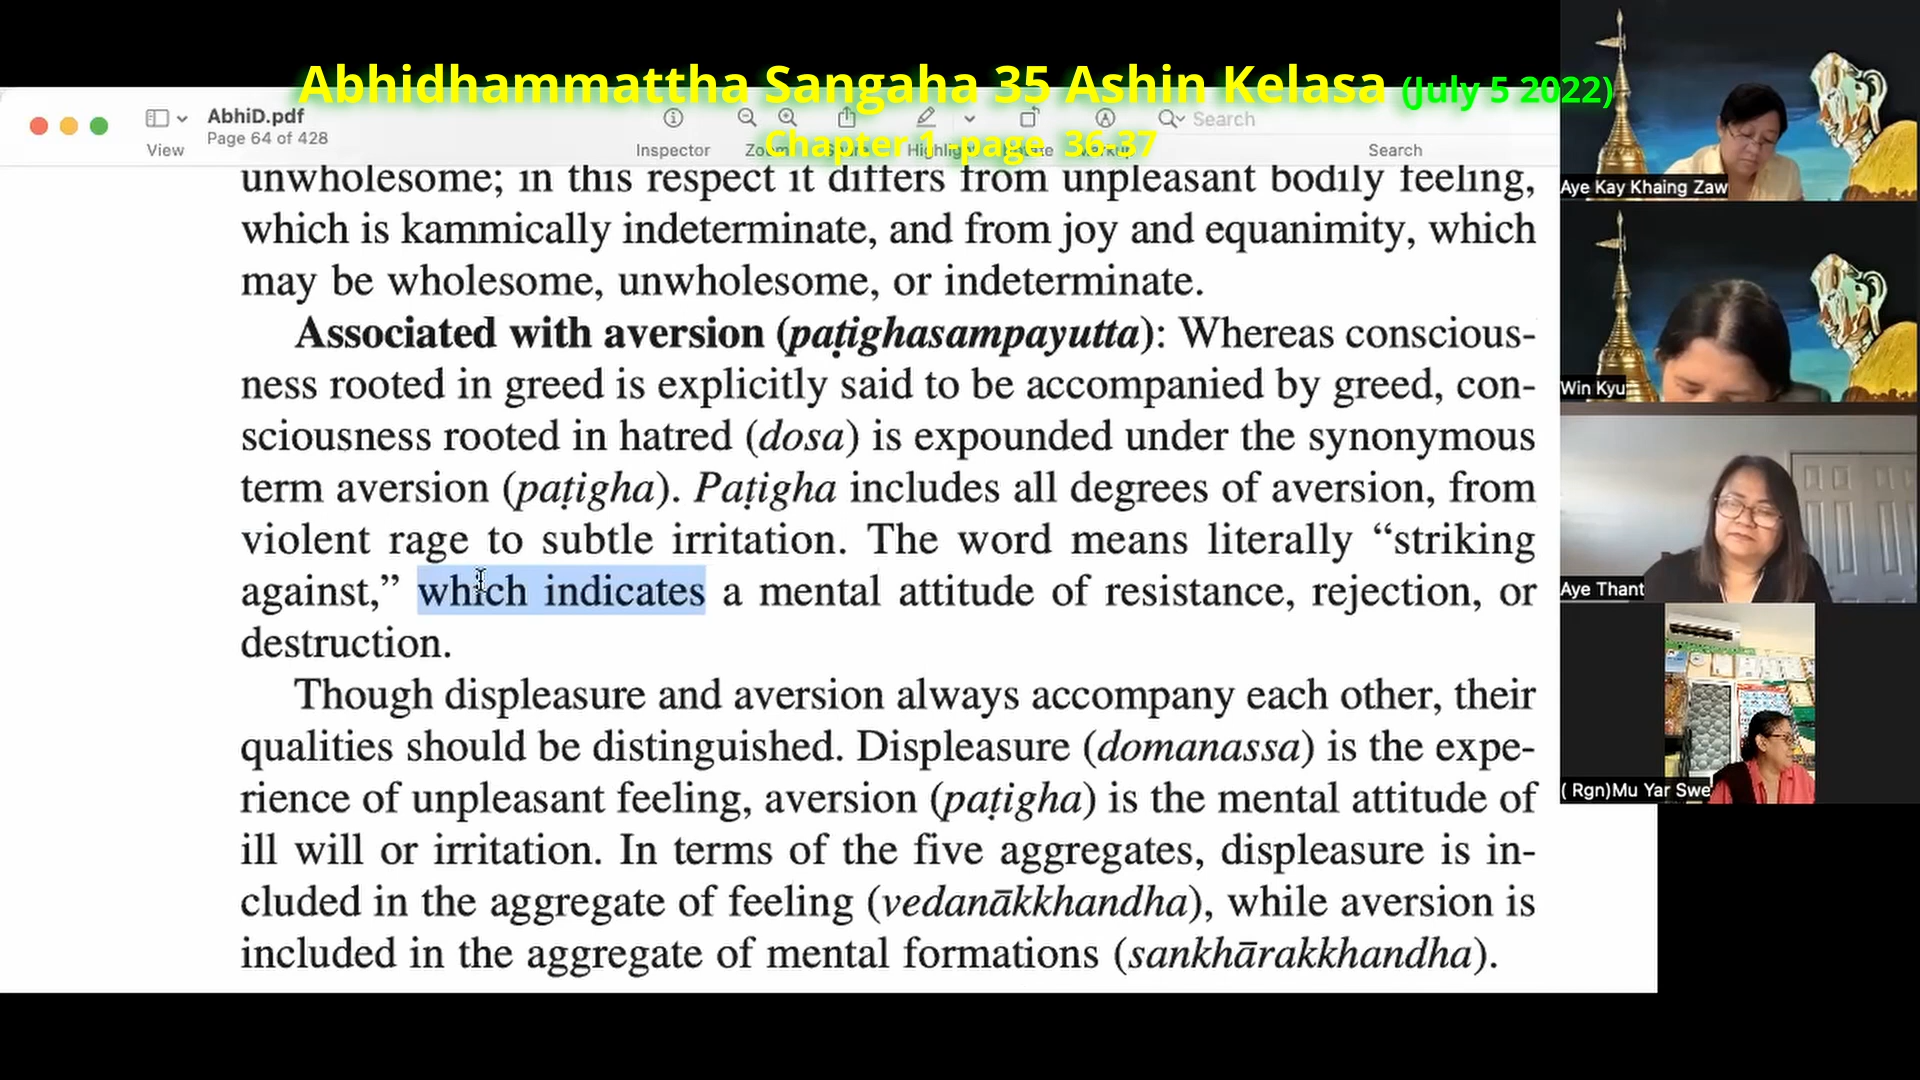 Abhidhammattha Sangaha 35 Ashin Kelasa (July 5 2022)
AbhiD.pdf
Page 64 of 428
Search
Chapter 1 -page 36-37
View
Inspector
Search
unwholesome; in this respect it differs from unpleasant bodily feeling,
which is kammically indeterminate, and from joy and equanimity, which
may be wholesome, unwholesome, or indeterminate.
Associated with aversion (paṭighasampayutta): Whereas conscious-
ness rooted in greed is explicitly said to be accompanied by greed, con-
sciousness rooted in hatred (dosa) is expounded under the synonymous
term aversion (paṭigha). Paṭigha includes all degrees of aversion, from
violent rage to subtle irritation. The word means literally “striking
against,” which indicates a mental attitude of resistance, rejection, or
destruction.
Though displeasure and aversion always accompany each other, their
qualities should be distinguished. Displeasure (domanassa) is the expe-
rience of unpleasant feeling, aversion (paṭigha) is the mental attitude of
ill will or irritation. In terms of the five aggregates, displeasure is in-
cluded in the aggregate of feeling (vedanākkhandha), while aversion is
included in the aggregate of mental formations (sankhārakkhandha).
Aye Kay Khaing Zaw
Win Kyu
Aye Thant
( Rgn)Mu Yar Swe